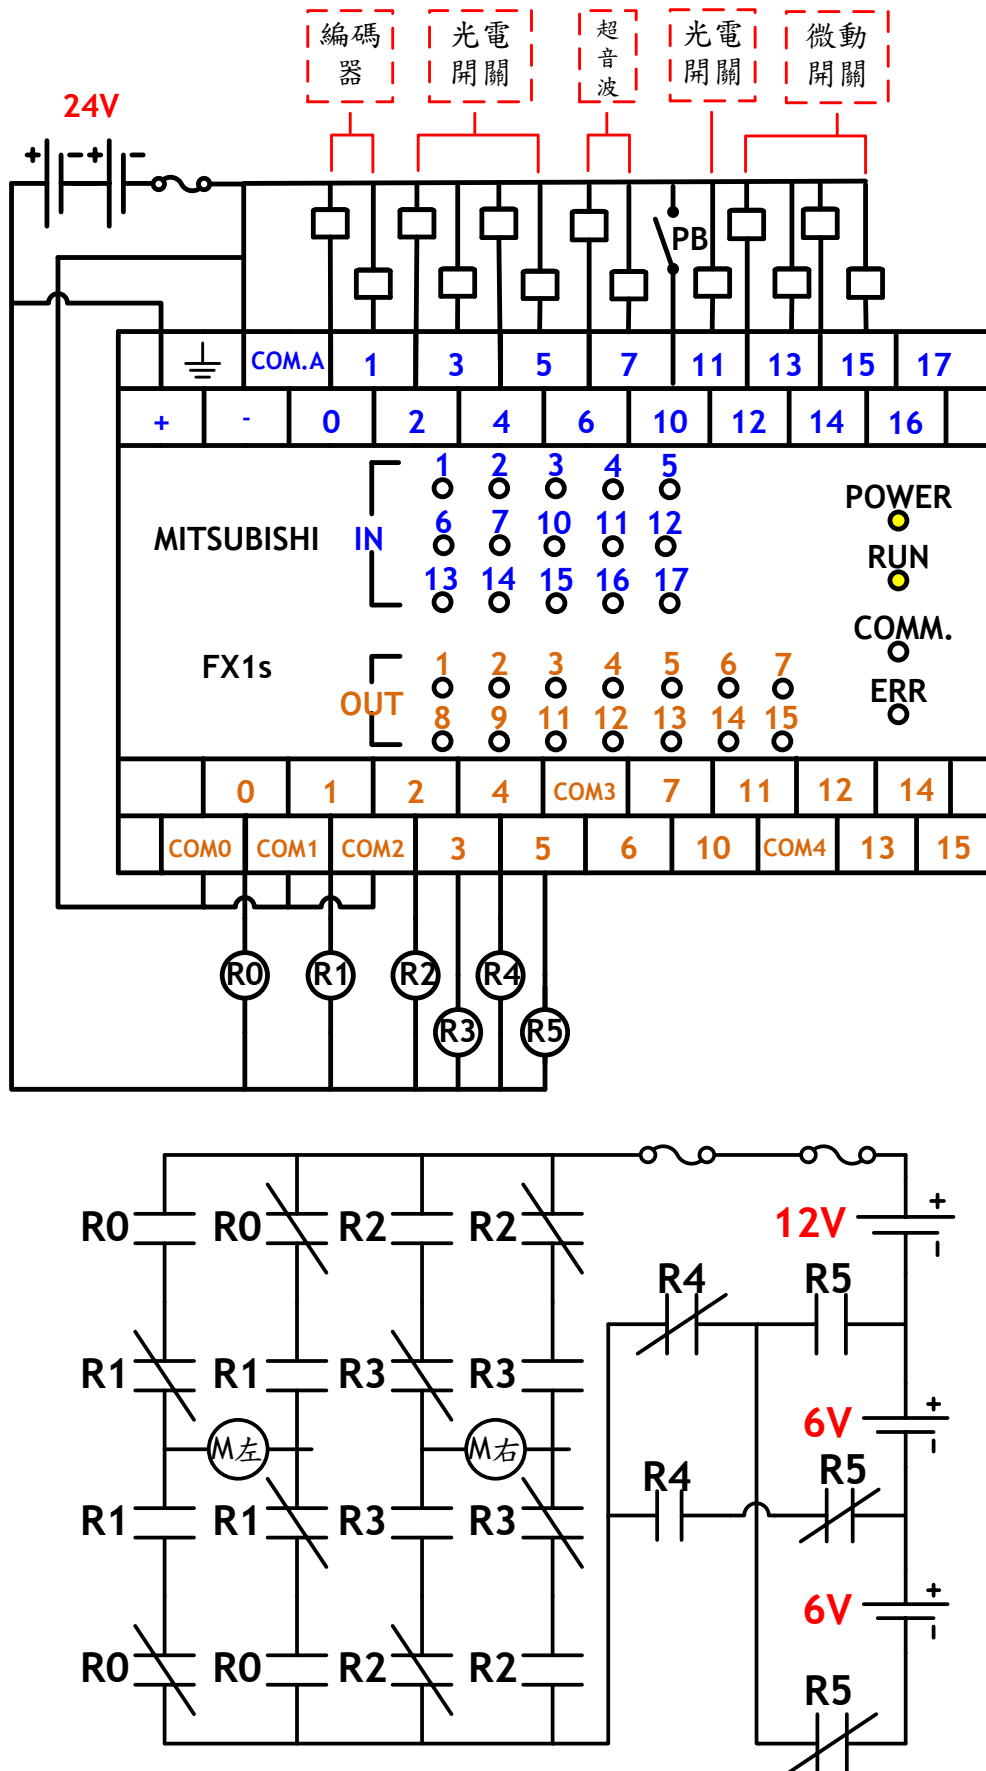 編碼 光電 超 光電 微動
器 開關 音 開關 開關
波
24V
+ - + -
PB
COM.A 1 3 5 7 11 13 15 17
+ - 0 2 4 6 10 12 14 16
1 2 3 4 5
POWER
MITSUBISHI IN 6 7 10 11 12
RUN
13 14 15 16 17
COMM.
FX1s
1 2 3 4 5 6 7
ERR
OUT
8 9 11 12 13 14 15
0 1 2 4 COM3 7 11 12 14
COM0 COM1 COM2 3 5 6 10 COM4 13 15
R0 R1 R2 R4
R3 R5
R0 R0 R2 R2 12V + -
R4 R5
R1 R1 R3 R3
6V + -
M左 M右
R4 R5
R1 R1 R3 R3
6V + -
R0 R0 R2 R2
R5